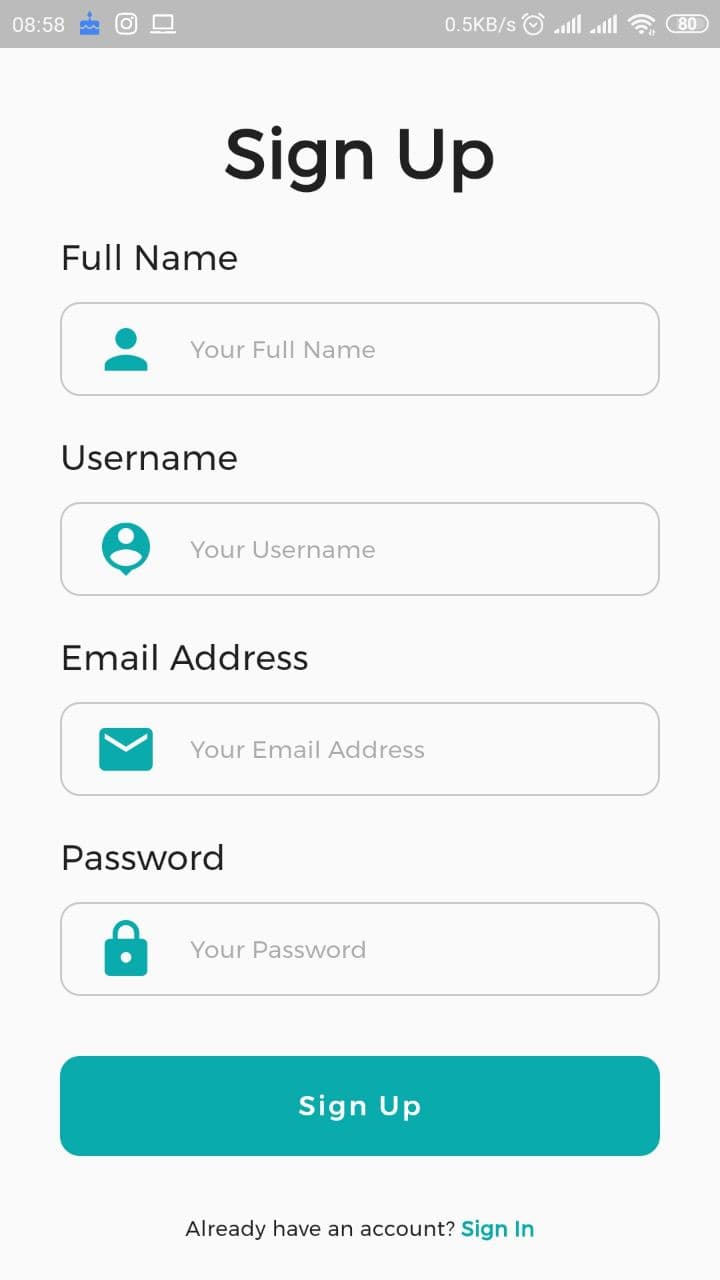 08:58 0.5KB/s 80
Sign Up
Full Name
Your Full Name
Username
Your Username
Email Address
Your Email Address
Password
Your Password
Sign Up
Already have an account? Sign In